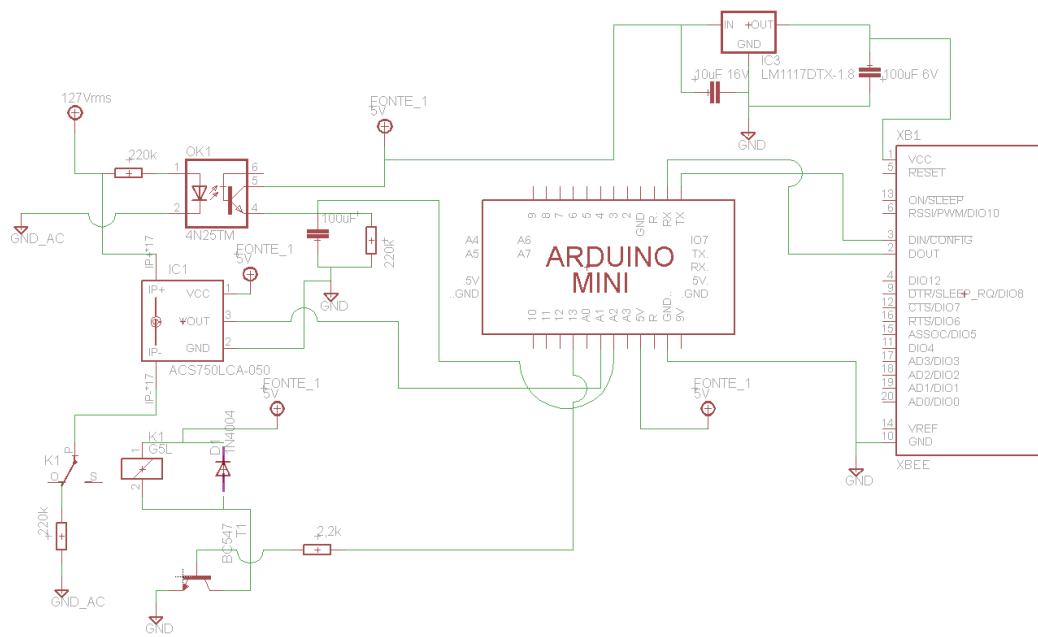 IN
+OUT
GND
IC3
LM1117DTX-1.8
10uF 16V
100uF 6V
GND
127Vrms
FONTE_1
5V
220k
OK1
1
2
6
5
4
4N25TM
GND_AC
100uF
220k
GND
FONTE_1
5V
IC1
IP+*17
IP+
IP-
IP-*17
VCC
VOUT
GND
1
3
2
ACS750LCA-050
9
8
7
6
5
4
3
2
GND
R
RX
TX
A4
A5
A6
A7
ARDUINO
MINI
IO7
TX.
RX.
5V.
.GND
.5V
..GND
10
11
12
13
A0
A1
A2
A3
5V
R
GND..
9V
XB1
1 VCC
5 RESET
13 ON/SLEEP
6 RSSI/PWM/DIO10
3 DIN/CONFIG
2 DOUT
4 DIO12
9 DTR/SLEEP_RQ/DIO8
12 CTS/DIO7
16 RTS/DIO6
15 ASSOC/DIO5
11 DIO4
17 AD3/DIO3
18 AD2/DIO2
19 AD1/DIO1
20 AD0/DIO0
14 VREF
10 GND
XBEE
GND
FONTE_1
5V
FONTE_1
5V
K1
G5L
1
2
D1
1N4004
K1
P
O
S
220k
GND_AC
BC547
T1
2,2k
GND